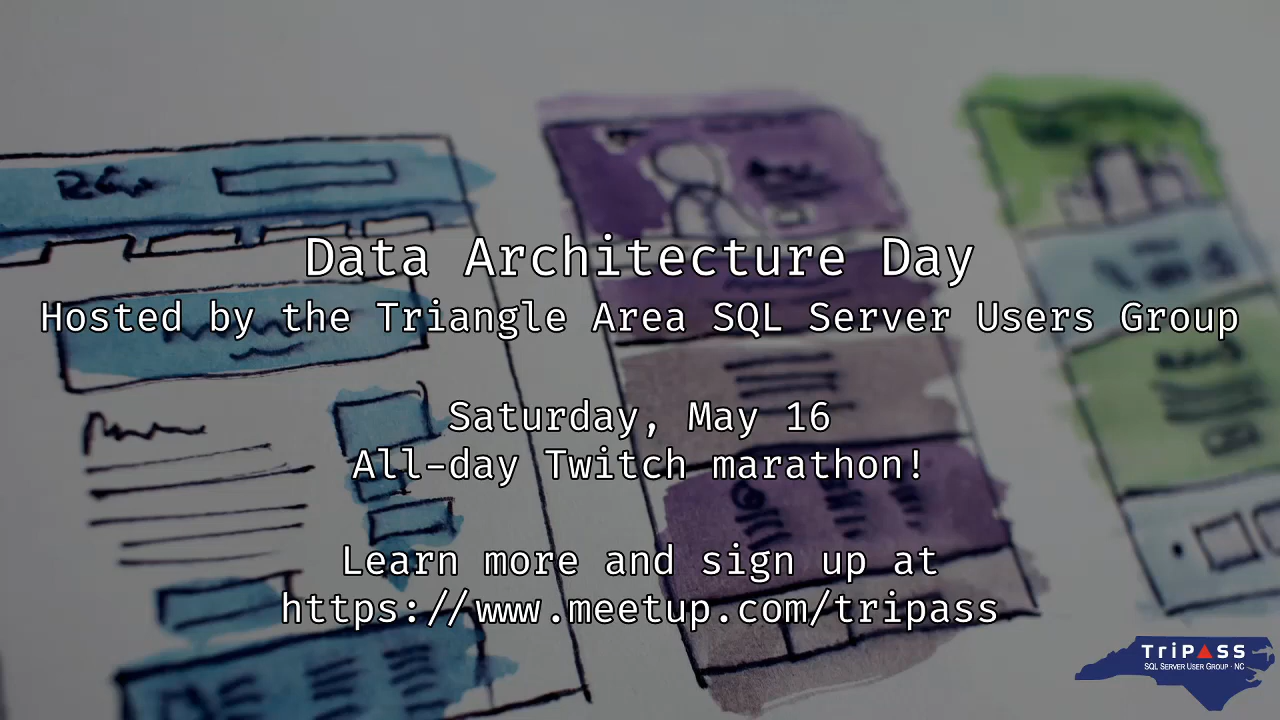 Data Architecture Day
Hosted by the Triangle Area SQL Server Users Group
Saturday, May 16
All-day Twitch marathon!
Learn more and sign up at
https://www.meetup.com/tripass
TriPASS
SQL SERVER USER GROUP · NC